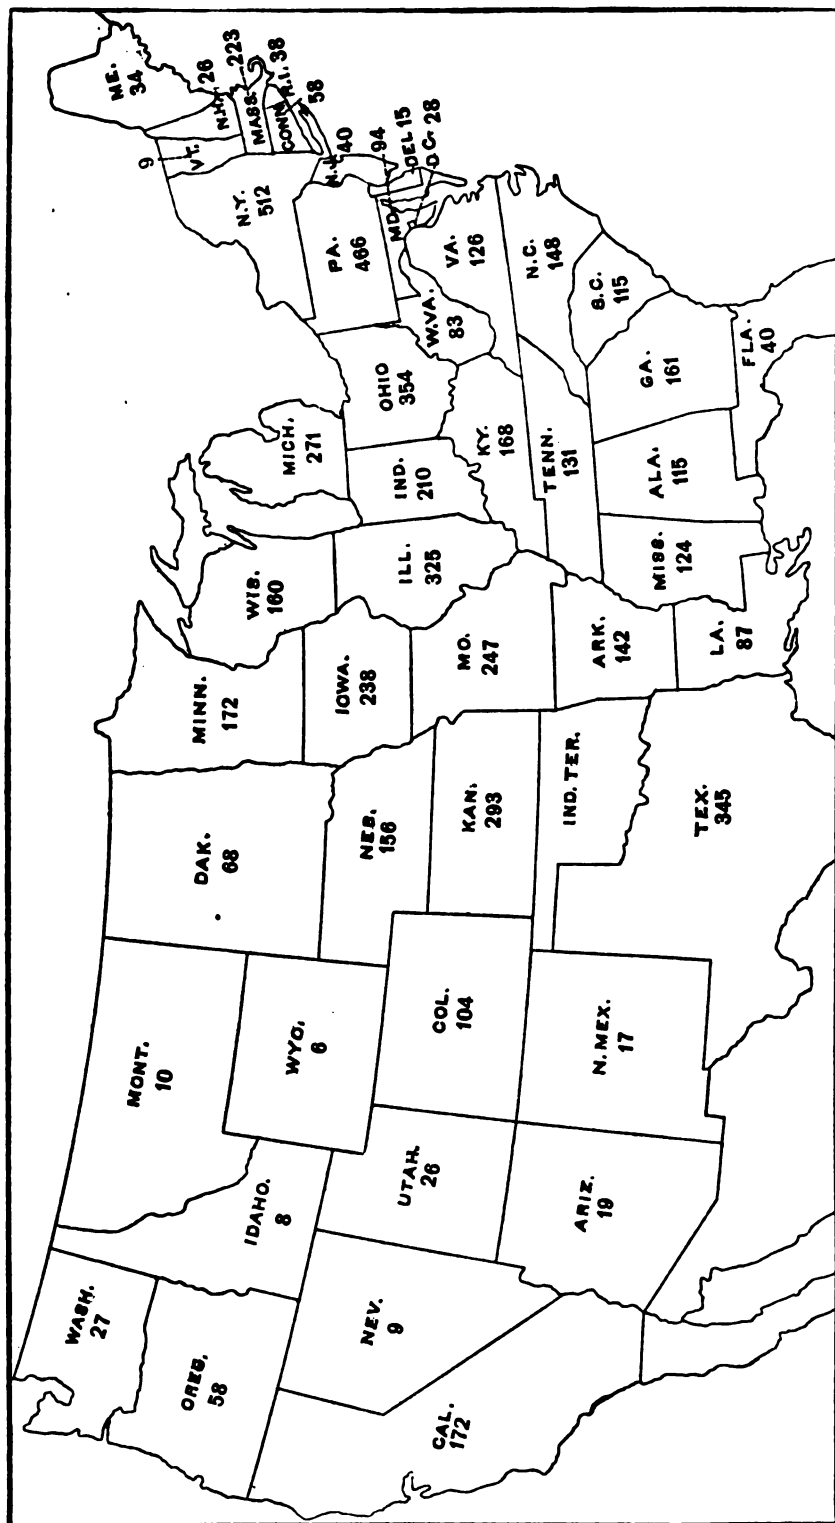 WASH.
27
OREG.
58
CAL.
172
NEV.
9
IDAHO.
8
MONT.
10
WYO.
6
UTAH.
26
ARIZ.
19
COL.
104
N.MEX.
17
DAK.
68
NEB.
156
KAN.
293
IND. TER.
TEX.
345
MINN.
172
IOWA.
238
MO.
247
ARK.
142
LA.
87
WIS.
160
ILL.
325
MICH.
271
IND.
210
OHIO
354
KY.
168
TENN.
131
MISS.
124
ALA.
115
GA.
161
FLA.
40
S.C.
115
N.C.
148
VA.
126
W.VA.
83
PA.
466
N.Y.
512
9
VT.
ME.
34
N.H. 26
MASS. 223
R.I. 38
CONN. 58
N.J. 40
MD. 94
DEL 15
D.C. 28